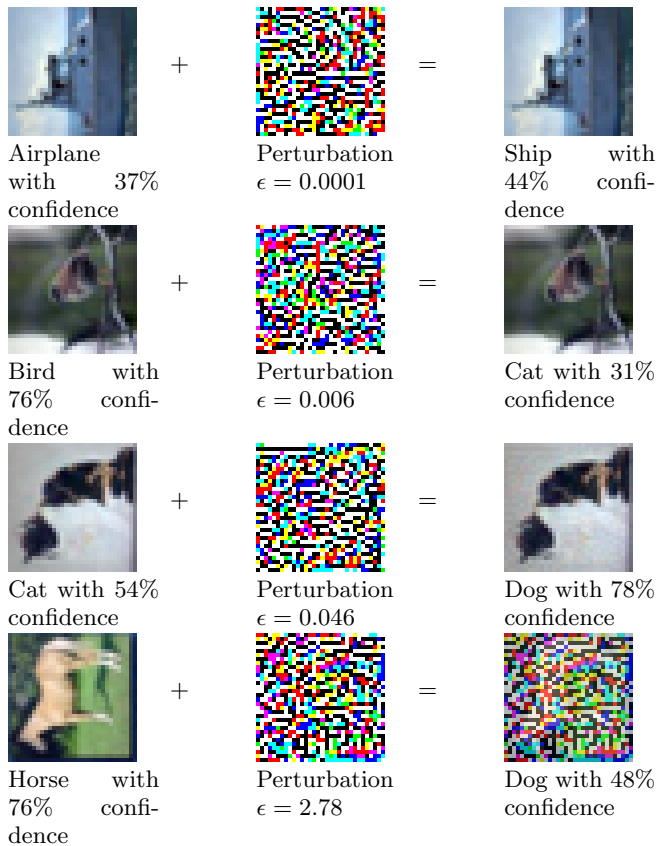 + =
Airplane
with 37%
confidence
Perturbation
ϵ = 0.0001
Ship with
44% confi-
dence
+ =
Bird with
76% confi-
dence
Perturbation
ϵ = 0.006
Cat with 31%
confidence
+ =
Cat with 54%
confidence
Perturbation
ϵ = 0.046
Dog with 78%
confidence
+ =
Horse with
76% confi-
dence
Perturbation
ϵ = 2.78
Dog with 48%
confidence